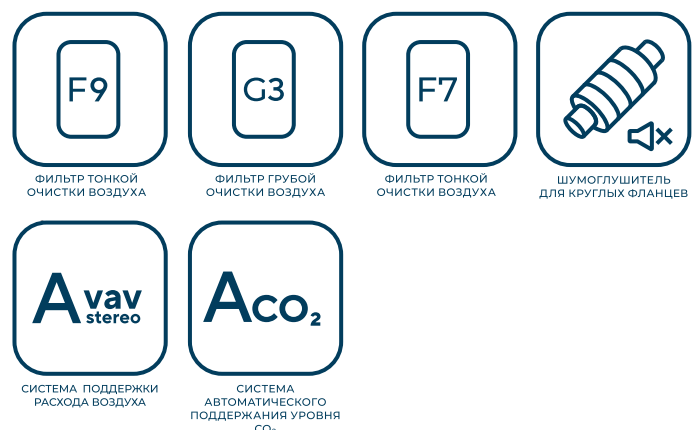 F9
G3
F7
ФИЛЬТР ТОНКОЙ
ОЧИСТКИ ВОЗДУХА
ФИЛЬТР ГРУБОЙ
ОЧИСТКИ ВОЗДУХА
ФИЛЬТР ТОНКОЙ
ОЧИСТКИ ВОЗДУХА
ШУМОГЛУШИТЕЛЬ
ДЛЯ КРУГЛЫХ ФЛАНЦЕВ
A vav
stereo
Aco₂
СИСТЕМА ПОДДЕРЖКИ
РАСХОДА ВОЗДУХА
СИСТЕМА
АВТОМАТИЧЕСКОГО
ПОДДЕРЖАНИЯ УРОВНЯ
CO₂